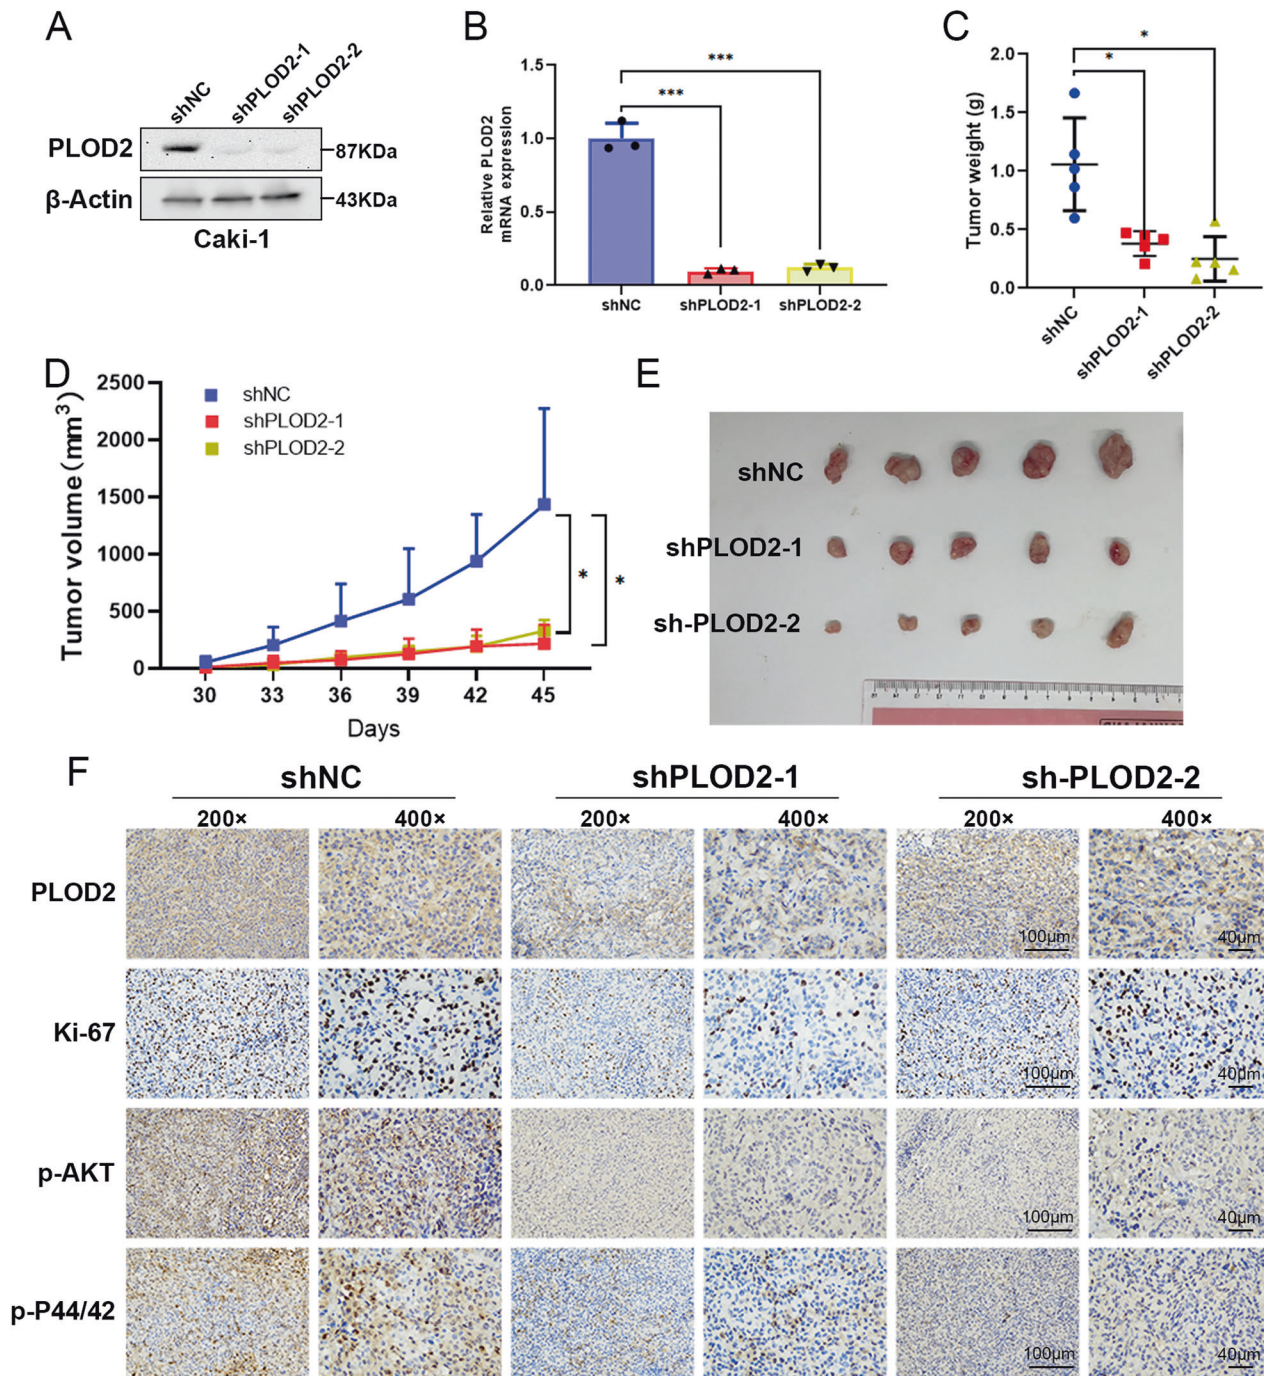 A
shNC
shPLOD2-1
shPLOD2-2
PLOD2
87KDa
β-Actin
43KDa
Caki-1
B
Relative PLOD2
mRNA expression
1.5
1.0
0.5
0.0
***
***
shNC
shPLOD2-1
shPLOD2-2
C
Tumor weight (g)
2.0
1.5
1.0
0.5
0.0
*
*
shNC
shPLOD2-1
shPLOD2-2
D
Tumor volume(mm³)
2500
2000
1500
1000
500
0
shNC
shPLOD2-1
shPLOD2-2
*
*
30 33 36 39 42 45
Days
E
shNC
shPLOD2-1
sh-PLOD2-2
F
shNC shPLOD2-1 sh-PLOD2-2
200× 400× 200× 400× 200× 400×
PLOD2
100μm 40μm
Ki-67
100μm 40μm
p-AKT
100μm 40μm
p-P44/42
100μm 40μm